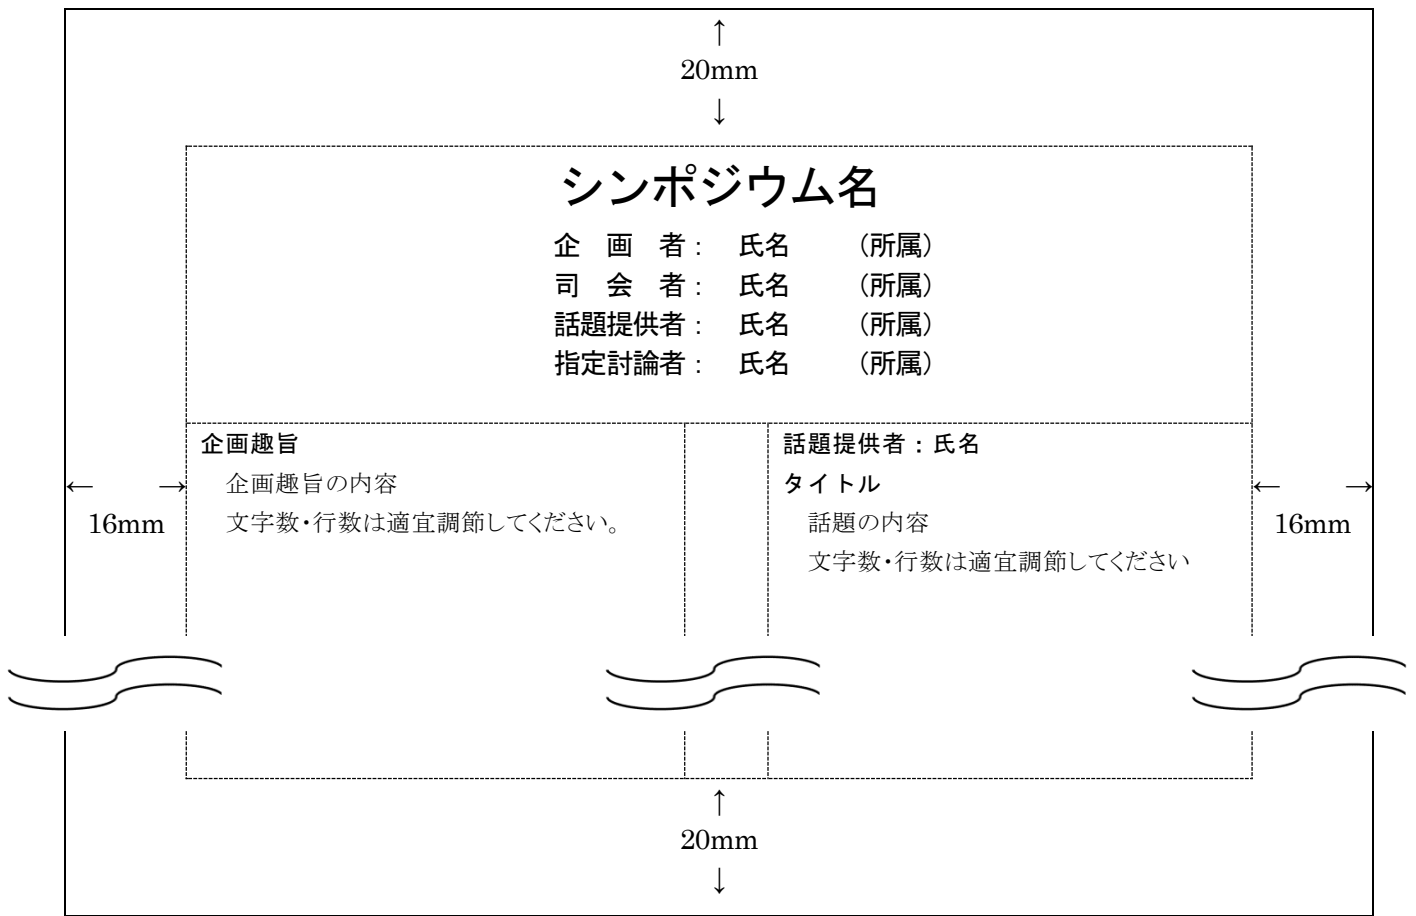 ↑
20mm
↓
シンポジウム名
企　画　者：　氏名　　（所属）
司　会　者：　氏名　　（所属）
話題提供者：　氏名　　（所属）
指定討論者：　氏名　　（所属）
企画趣旨
企画趣旨の内容
文字数・行数は適宜調節してください。
話題提供者：氏名
タイトル
話題の内容
文字数・行数は適宜調節してください
←　→
16mm
←　→
16mm
↑
20mm
↓